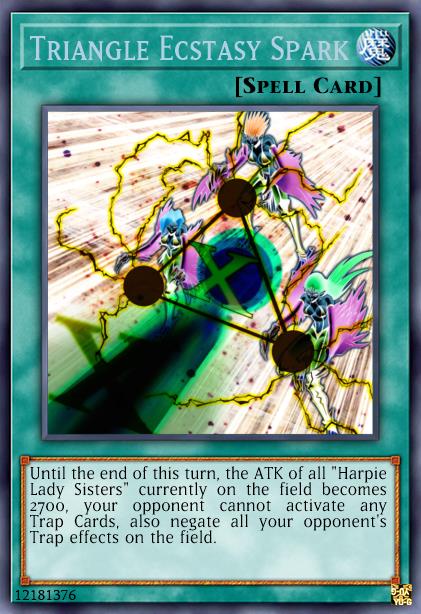 TRIANGLE ECSTASY SPARK 魔
[SPELL CARD]
Until the end of this turn, the ATK of all "Harpie
Lady Sisters" currently on the field becomes
2700, your opponent cannot activate any
Trap Cards, also negate all your opponent's
Trap effects on the field.
12181376